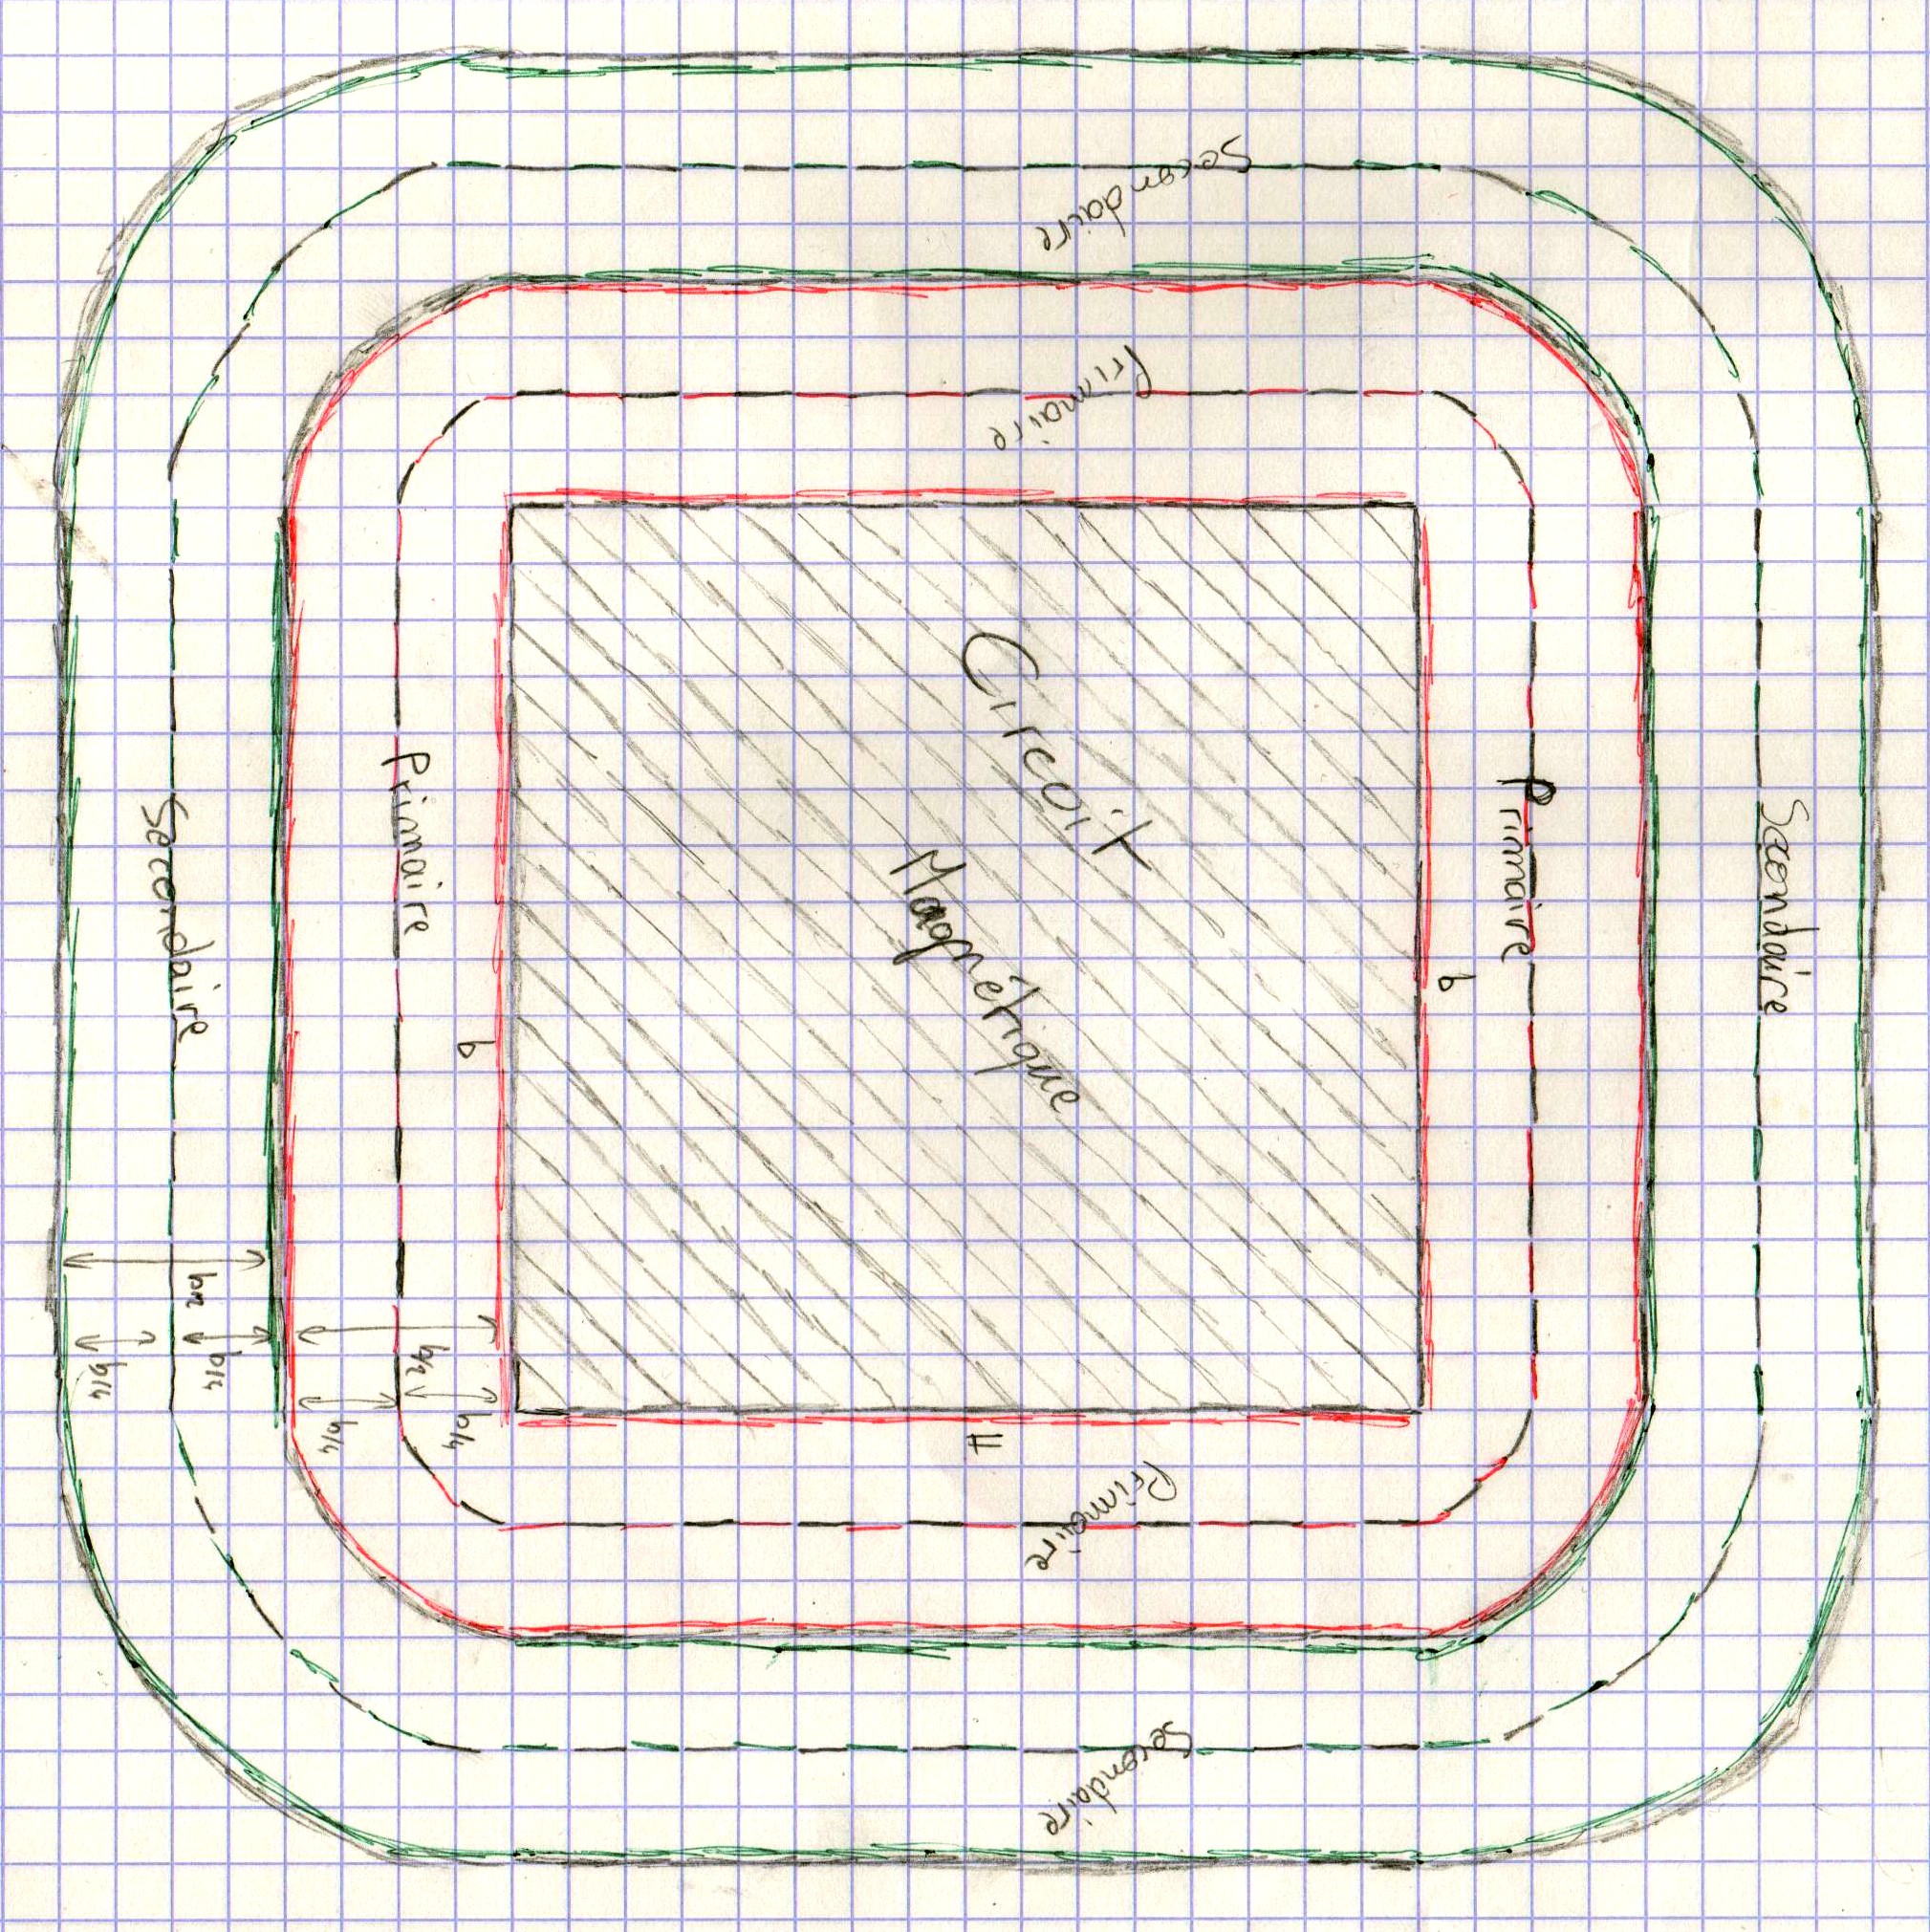 Secondaire
Primaire
b
Secondaire
Primaire
Circuit
Magnétique
H
Primaire
Secondaire
b
b/4
b/2
Primaire
b/4
b/4
b/2
Secondaire
b/4